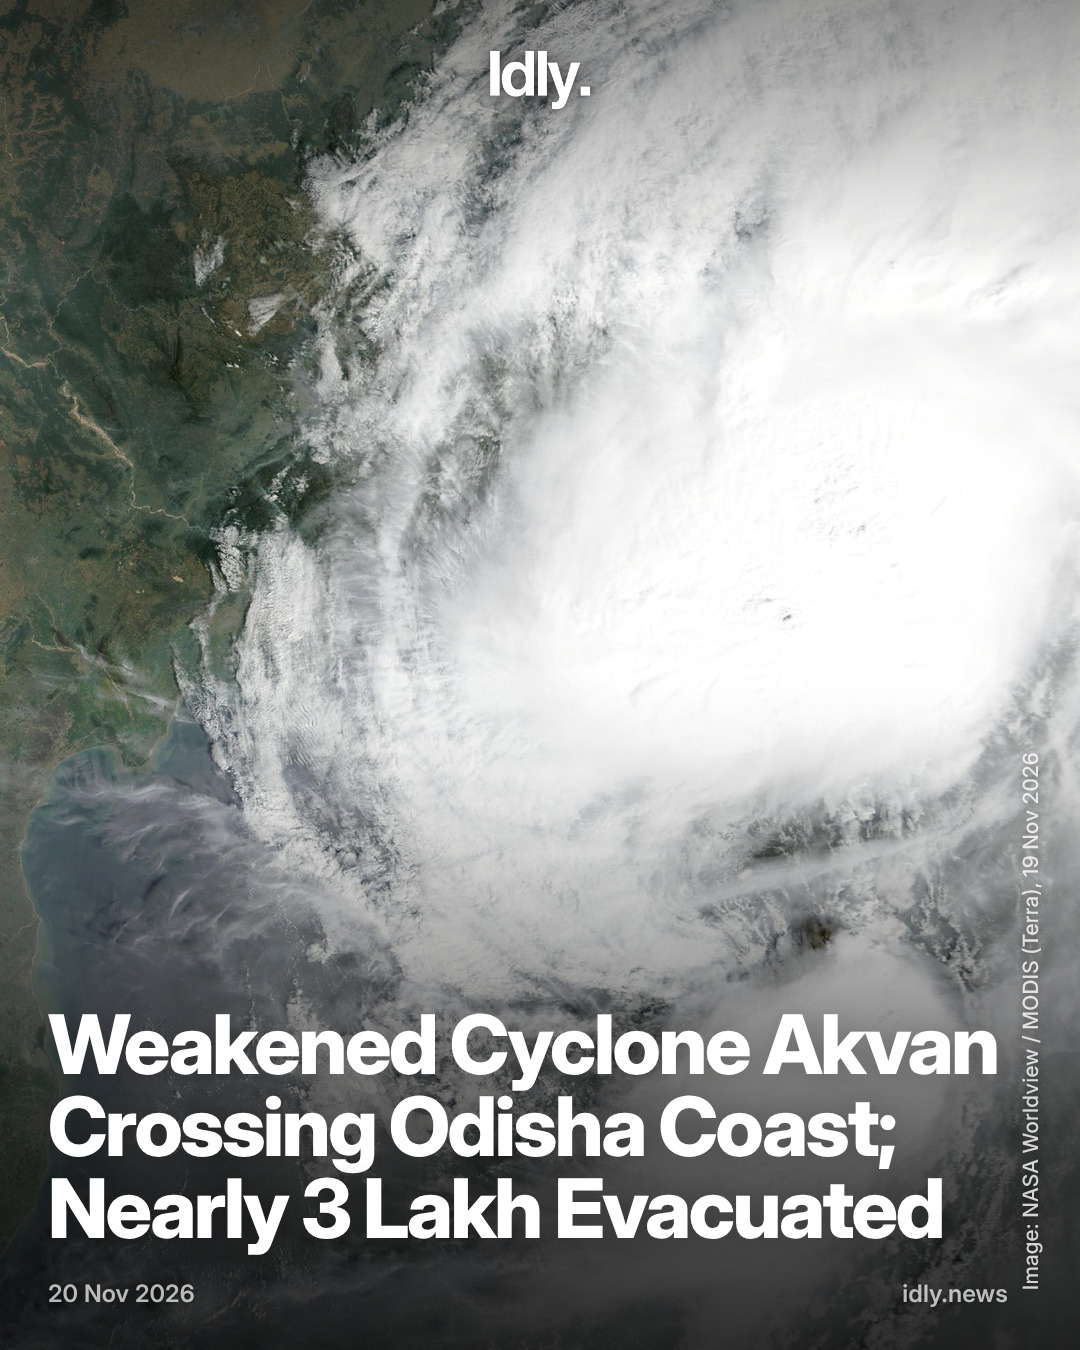 Idly.
Weakened Cyclone Akvan
Crossing Odisha Coast;
Nearly 3 Lakh Evacuated
20 Nov 2026
idly.news
Image: NASA Worldview / MODIS (Terra), 19 Nov 2026